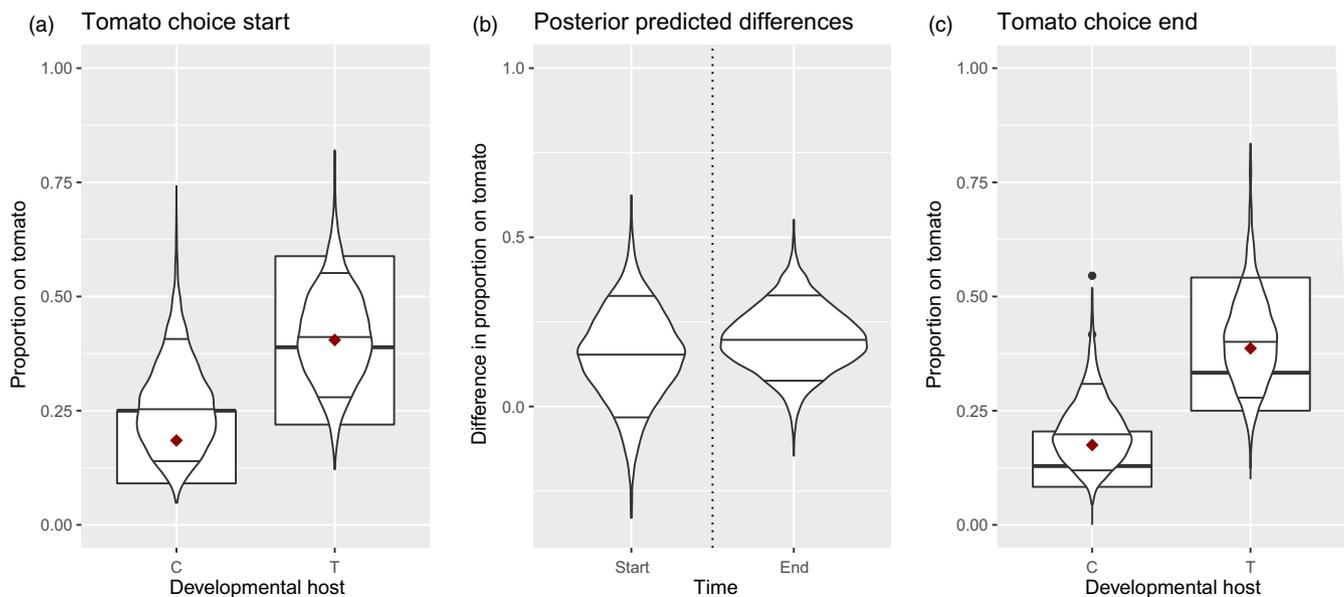 (a) Tomato choice start
1.00
0.75
0.50
0.25
0.00
Proportion on tomato
C T
Developmental host
(b) Posterior predicted differences
1.0
0.5
0.0
Difference in proportion on tomato
Start End
Time
(c) Tomato choice end
1.00
0.75
0.50
0.25
0.00
Proportion on tomato
C T
Developmental host